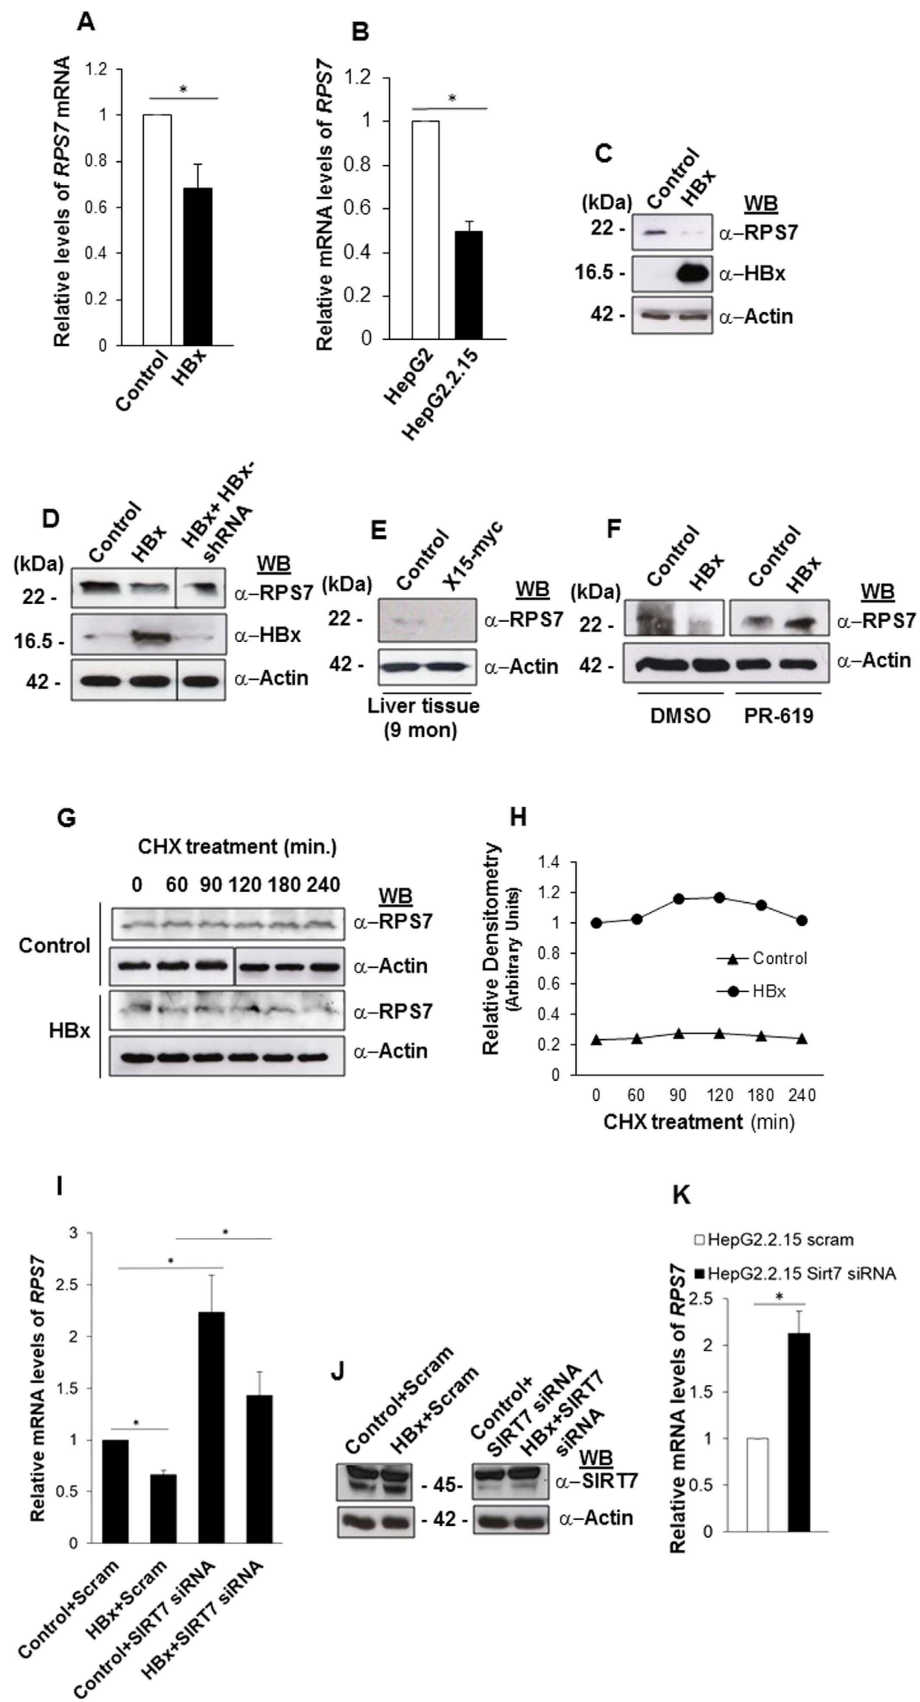 A
Relative levels of RPS7 mRNA
1.2
1
0.8
0.6
0.4
0.2
0
*
Control
HBx
B
Relative mRNA levels of RPS7
1.2
1
0.8
0.6
0.4
0.2
0
*
HepG2
HepG2.2.15
C
Control
HBx
(kDa)
WB
22 -
α–RPS7
16.5 -
α–HBx
42 -
α–Actin
D
Control
HBx
HBx+ HBx-
shRNA
(kDa)
WB
22 -
α–RPS7
16.5 -
α–HBx
42 -
α–Actin
E
Control
X15-myc
(kDa)
WB
22 -
α–RPS7
42 -
α–Actin
Liver tissue
(9 mon)
F
Control
HBx
Control
HBx
(kDa)
WB
22 -
α–RPS7
42 -
α–Actin
DMSO
PR-619
G
CHX treatment (min.)
0 60 90 120 180 240
WB
Control
α–RPS7
α–Actin
HBx
α–RPS7
α–Actin
H
Relative Densitometry
(Arbitrary Units)
1.4
1.2
1
0.8
0.6
0.4
0.2
0
Control
HBx
0 60 90 120 180 240
CHX treatment (min)
I
Relative mRNA levels of RPS7
3
2.5
2
1.5
1
0.5
0
*
*
*
Control+Scram
HBx+Scram
Control+SIRT7 siRNA
HBx+SIRT7 siRNA
J
Control+Scram
HBx+Scram
Control+
SIRT7 siRNA
HBx+SIRT7
siRNA
WB
- 45-
α–SIRT7
- 42 -
α–Actin
K
HepG2.2.15 scram
HepG2.2.15 Sirt7 siRNA
Relative mRNA levels of RPS7
2.5
2
1.5
1
0.5
0
*